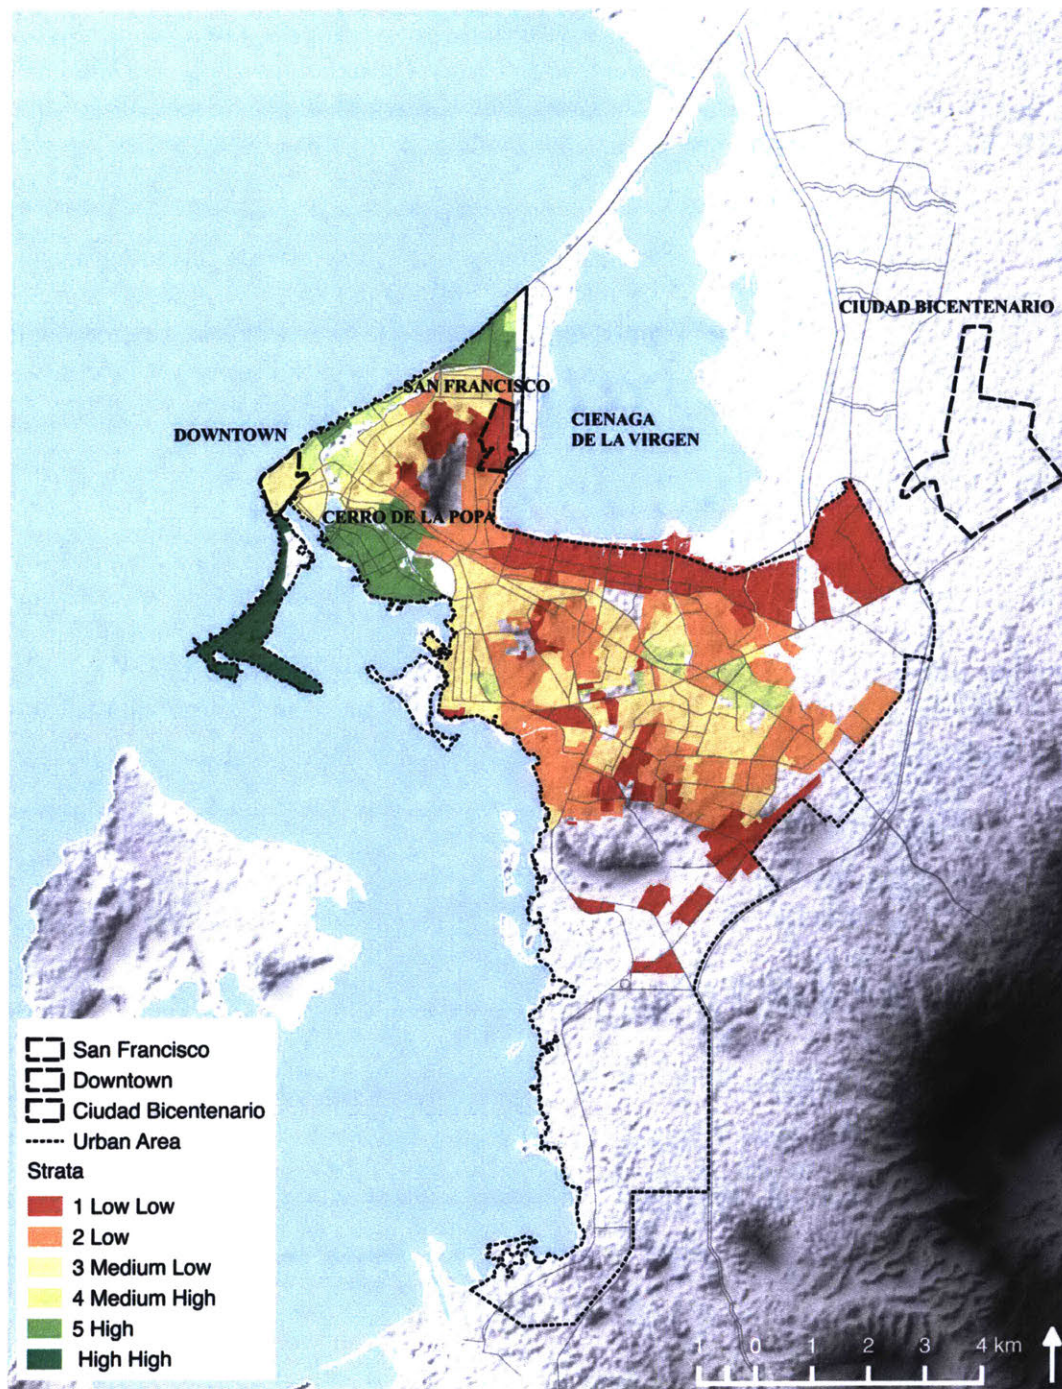 CIUDAD BICENTENARIO
SAN FRANCISCO
DOWNTOWN
CIENAGA
DE LA VIRGEN
CERRO DE LA POPA
San Francisco
Downtown
Ciudad Bicentenario
Urban Area
Strata
1 Low Low
2 Low
3 Medium Low
4 Medium High
5 High
High High
1 0 1 2 4 km